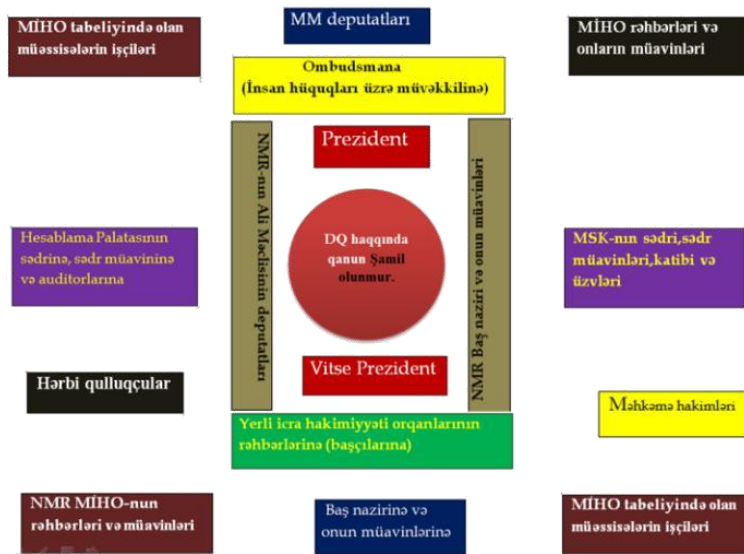 MİHO tabeliyində olan
müəssisələrin işçiləri
MM deputatları
MİHO rəhbərləri və
onların müavinləri
Ombudsmana
(İnsan hüquqları üzrə müvəkkilinə)
NMR-nın Ali Məclisinin deputatları
Prezident
NMR Baş naziri və onun müavinləri
Hesablama Palatasının
sədrinə, sədr müavininə
və auditorlarına
DQ haqqında
qanun Şamil
olunmur.
MSK-nın sədri,sədr
müavinləri,katibi və
üzvləri
Hərbi qulluqçular
Vitse Prezident
Məhkəmə hakimləri
Yerli icra hakimiyyəti orqanlarının
rəhbərlərinə (başçılarına)
NMR MİHO-nun
rəhbərləri və müavinləri
Baş nazirinə və
onun müavinlərinə
MİHO tabeliyində olan
müəssisələrin işçiləri